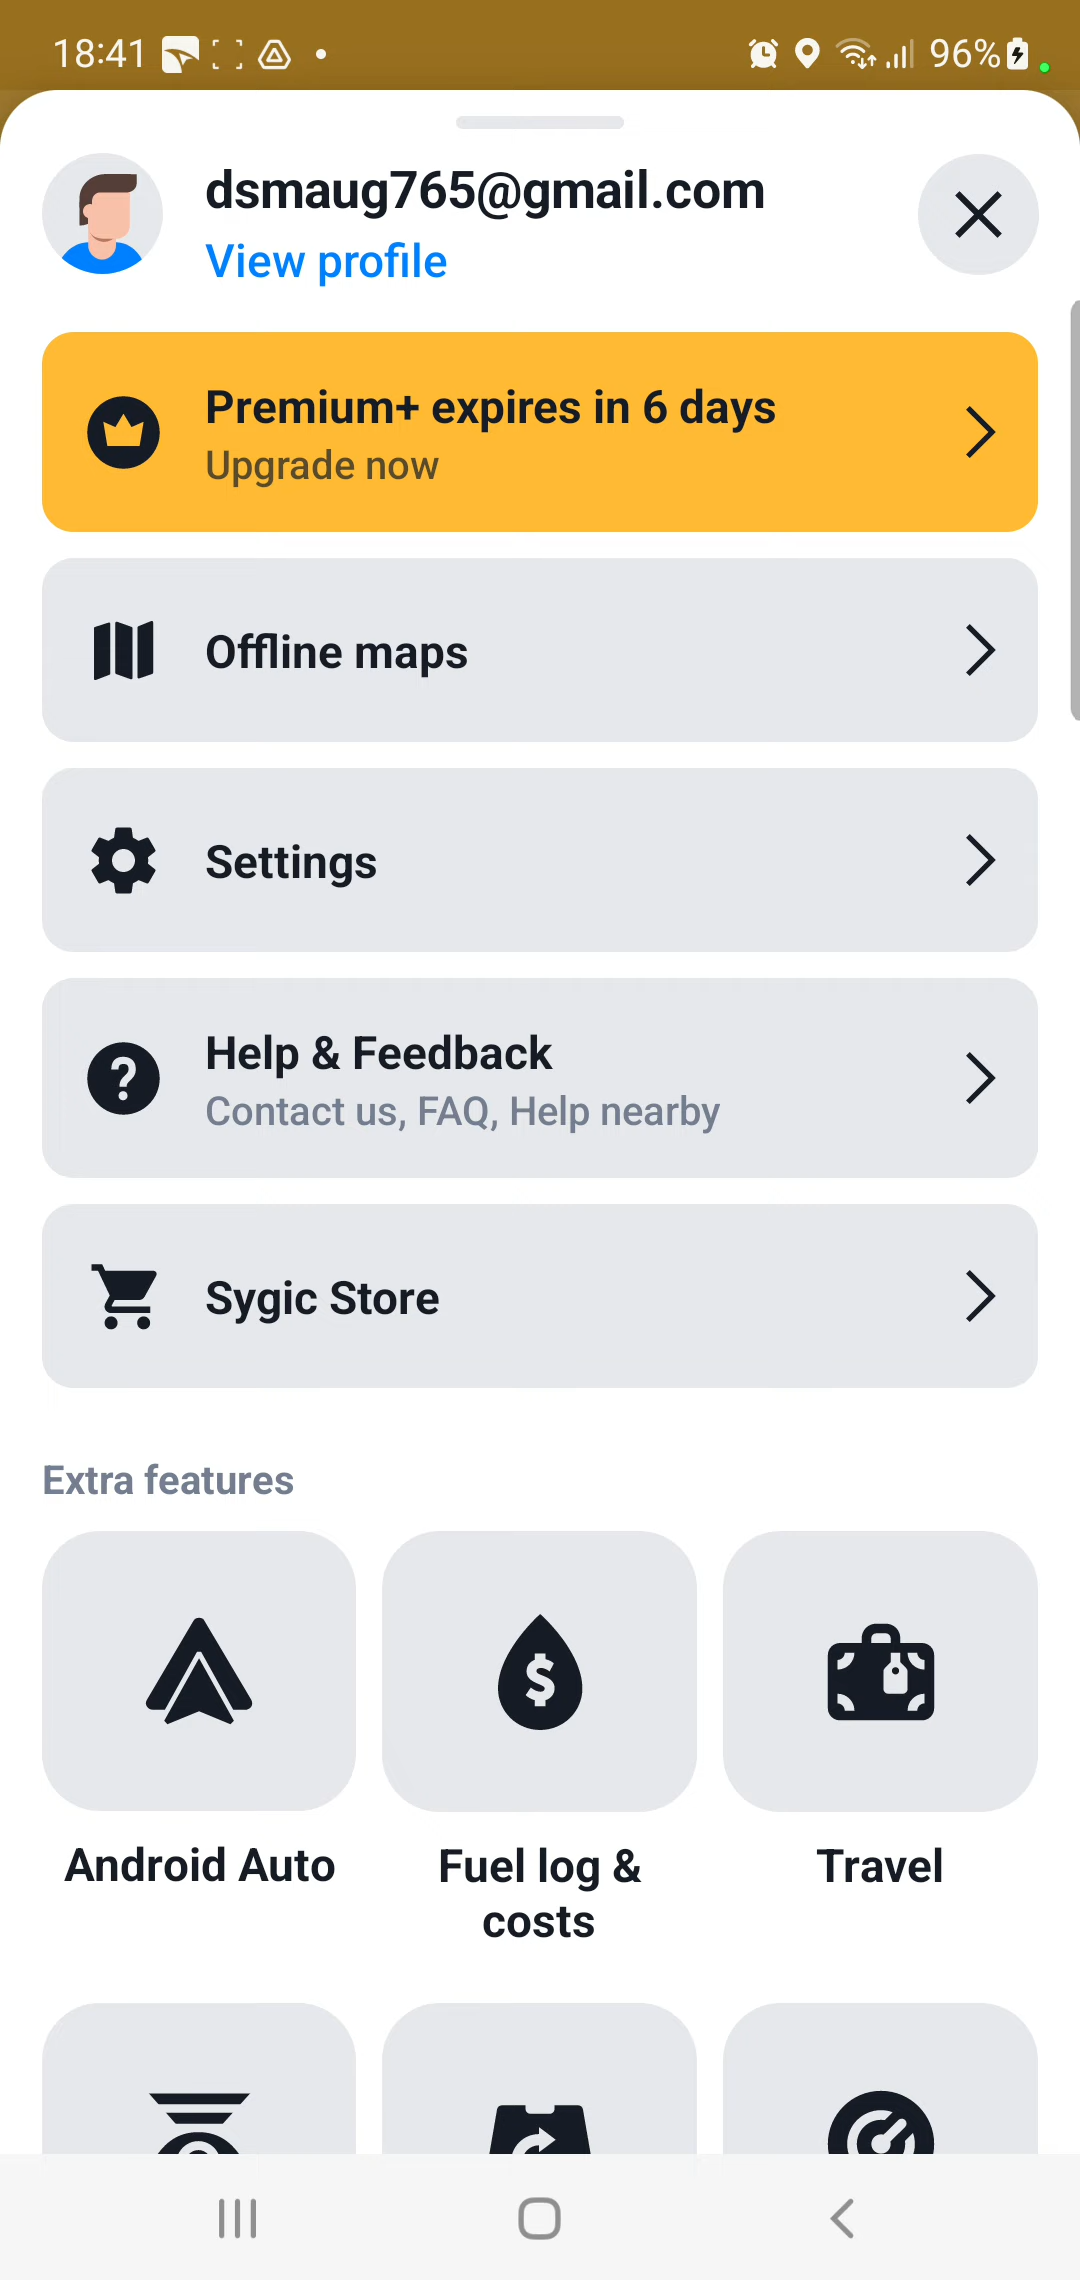 18:41
96%
dsmaug765@gmail.com
View profile
Premium+ expires in 6 days
Upgrade now
Offline maps
Settings
Help & Feedback
Contact us, FAQ, Help nearby
Sygic Store
Extra features
Android Auto
Fuel log &
costs
Travel